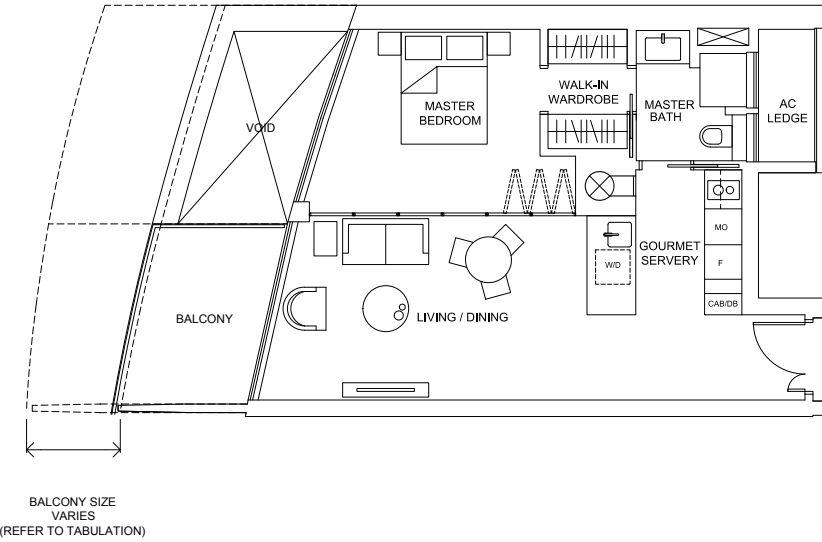 VOID
MASTER
BEDROOM
WALK-IN
WARDROBE
MASTER
BATH
AC
LEDGE
MO
GOURMET
SERVERY
W/D
F
CAB/DB
BALCONY
LIVING / DINING
BALCONY SIZE
VARIES
(REFER TO TABULATION)